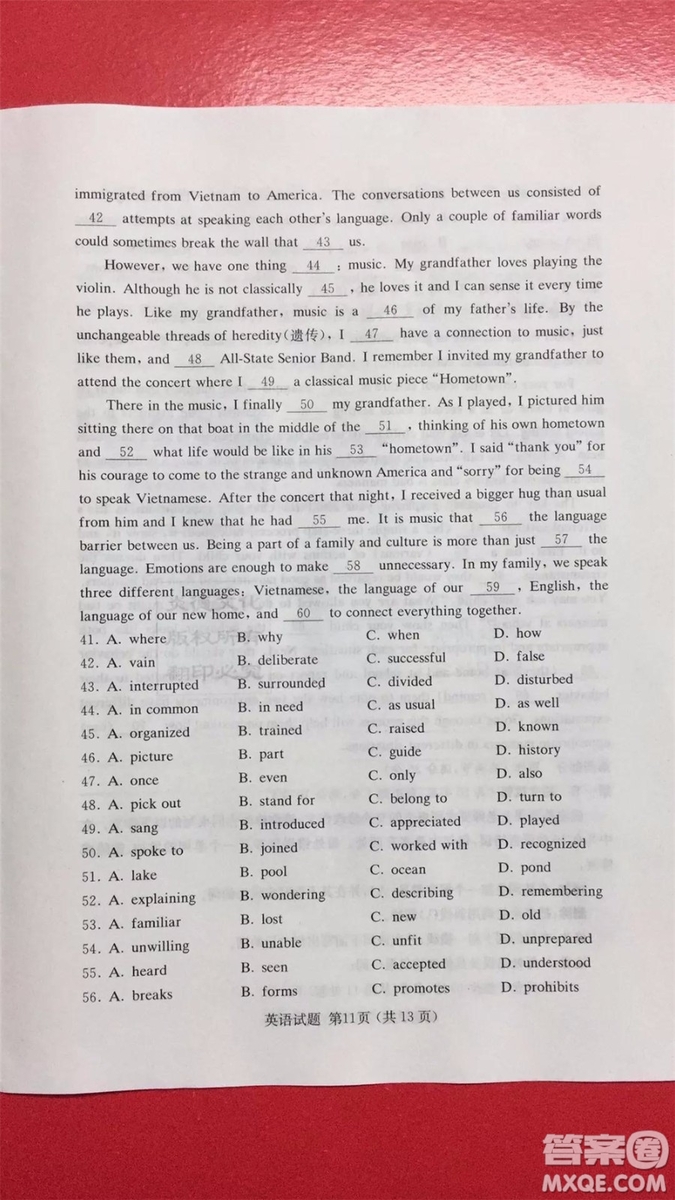 immigrated from Vietnam to America. The conversations between us consisted of
42 attempts at speaking each other's language. Only a couple of familiar words
could sometimes break the wall that 43 us.
However, we have one thing 44 : music. My grandfather loves playing the
violin. Although he is not classically 45 , he loves it and I can sense it every time
he plays. Like my grandfather, music is a 46 of my father's life. By the
unchangeable threads of heredity(遗传), I 47 have a connection to music, just
like them, and 48 All-State Senior Band. I remember I invited my grandfather to
attend the concert where I 49 a classical music piece "Hometown".
There in the music, I finally 50 my grandfather. As I played, I pictured him
sitting there on that boat in the middle of the 51 , thinking of his own hometown
and 52 what life would be like in his 53 "hometown". I said "thank you" for
his courage to come to the strange and unknown America and "sorry" for being 54
to speak Vietnamese. After the concert that night, I received a bigger hug than usual
from him and I knew that he had 55 me. It is music that 56 the language
barrier between us. Being a part of a family and culture is more than just 57 the
language. Emotions are enough to make 58 unnecessary. In my family, we speak
three different languages: Vietnamese, the language of our 59 , English, the
language of our new home, and 60 to connect everything together.
41. A. where B. why C. when D. how
42. A. vain B. deliberate C. successful D. false
43. A. interrupted B. surrounded C. divided D. disturbed
44. A. in common B. in need C. as usual D. as well
45. A. organized B. trained C. raised D. known
46. A. picture B. part C. guide D. history
47. A. once B. even C. only D. also
48. A. pick out B. stand for C. belong to D. turn to
49. A. sang B. introduced C. appreciated D. played
50. A. spoke to B. joined C. worked with D. recognized
51. A. lake B. pool C. ocean D. pond
52. A. explaining B. wondering C. describing D. remembering
53. A. familiar B. lost C. new D. old
54. A. unwilling B. unable C. unfit D. unprepared
55. A. heard B. seen C. accepted D. understood
56. A. breaks B. forms C. promotes D. prohibits
英语试题 第11页(共13页)
答案圈
MXQE.COM
版权所
翻印必究